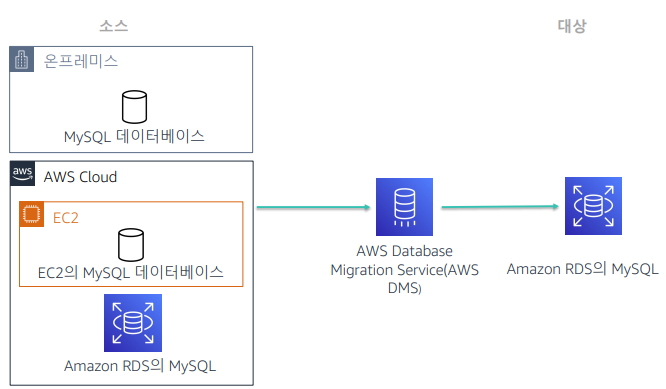 소스
대상
온프레미스
MySQL 데이터베이스
aws
AWS Cloud
EC2
EC2의 MySQL 데이터베이스
Amazon RDS의 MySQL
AWS Database
Migration Service(AWS
DMS)
Amazon RDS의 MySQL